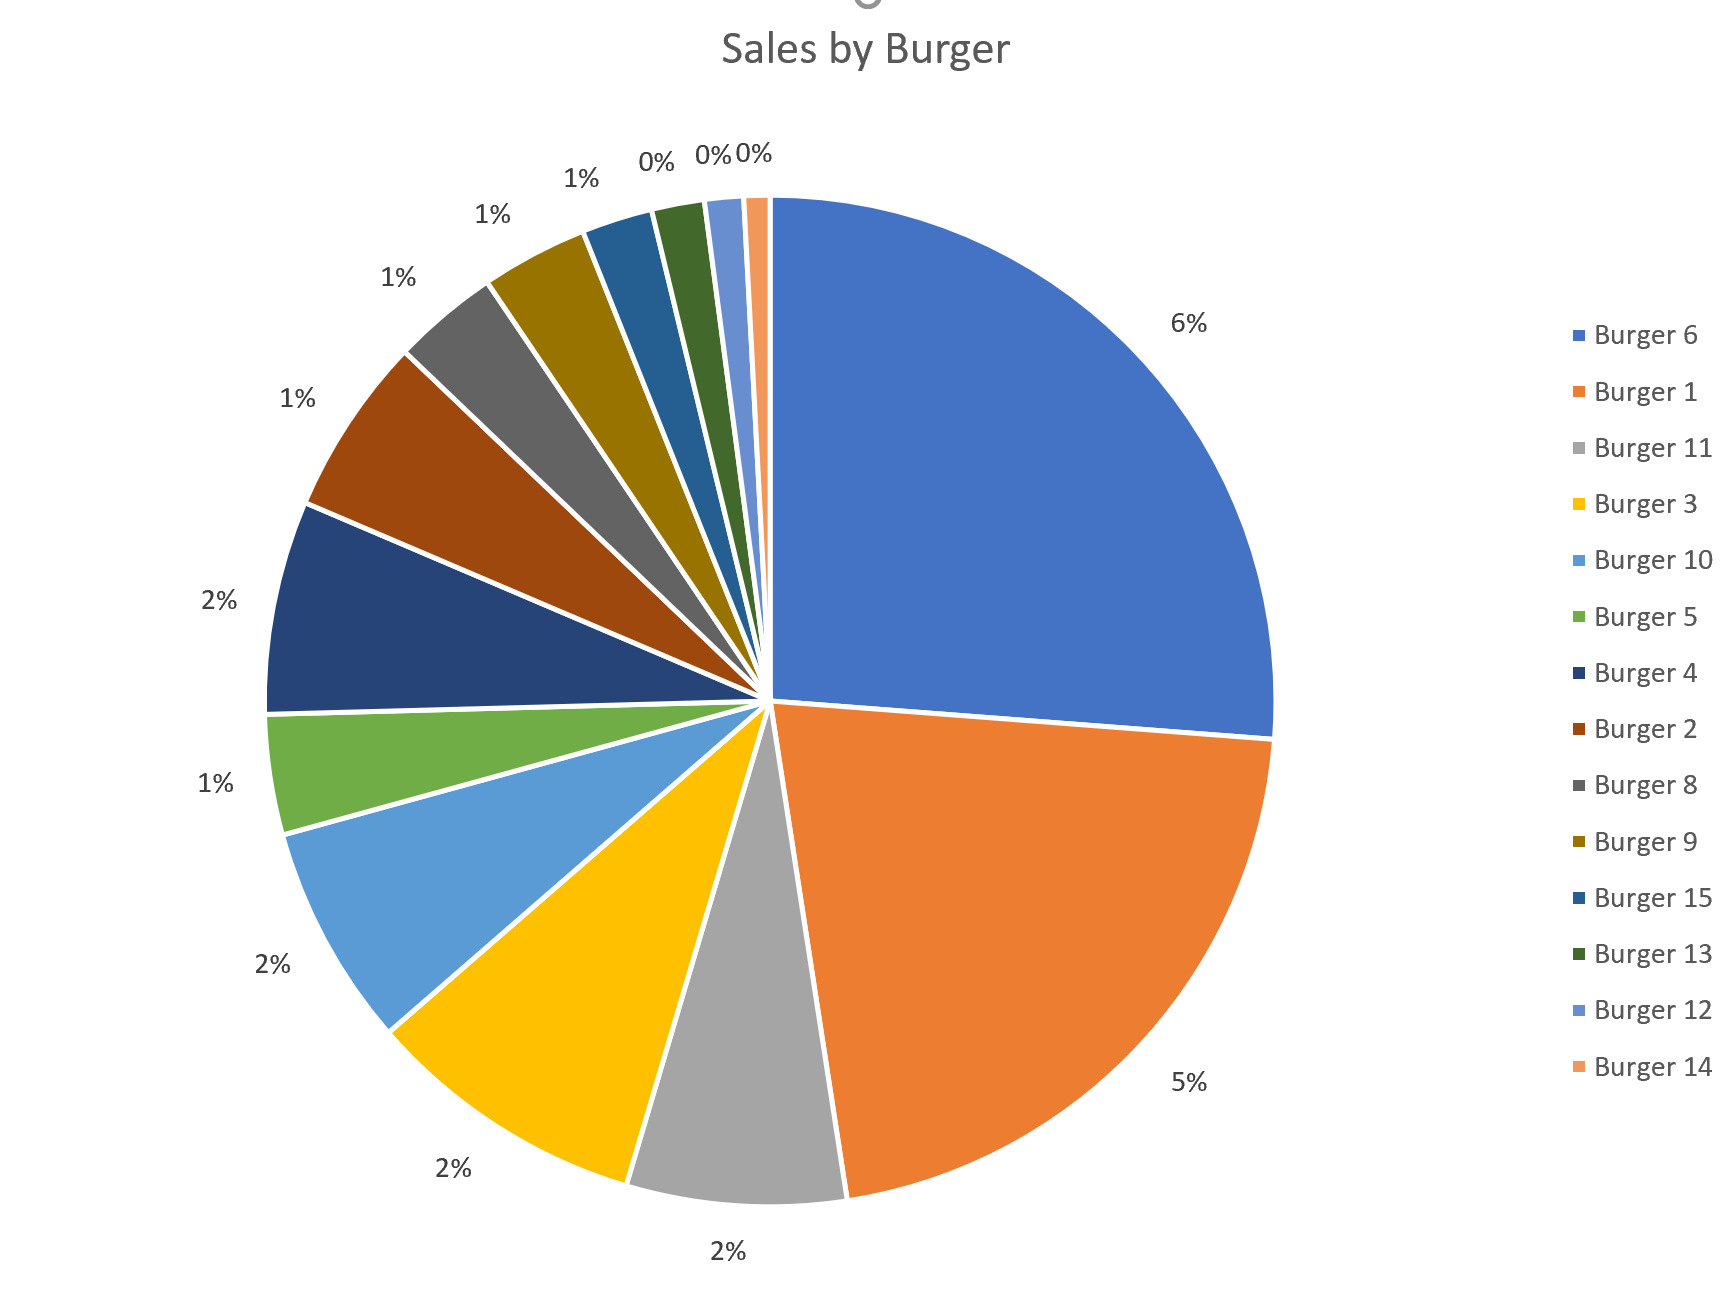 Sales by Burger
0%
0%
0%
1%
1%
1%
1%
2%
1%
2%
2%
2%
5%
6%
Burger 6
Burger 1
Burger 11
Burger 3
Burger 10
Burger 5
Burger 4
Burger 2
Burger 8
Burger 9
Burger 15
Burger 13
Burger 12
Burger 14